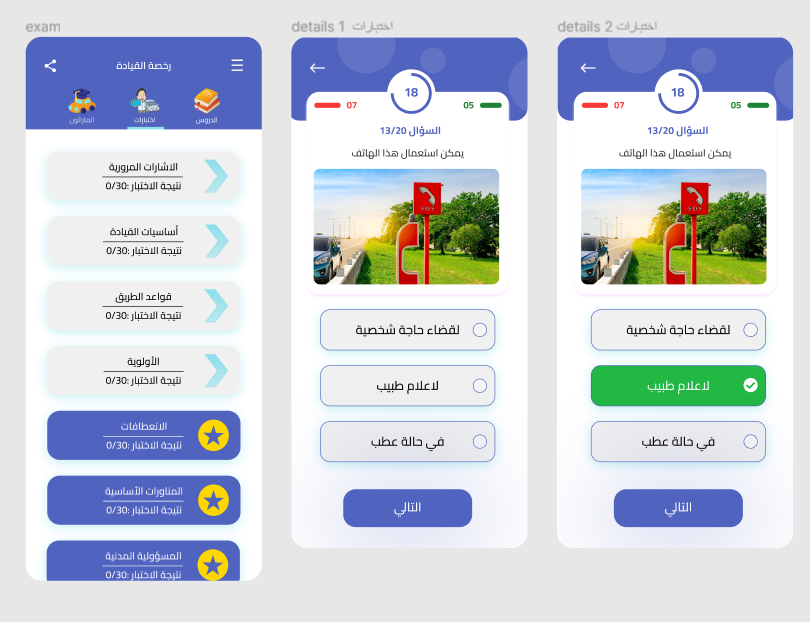 exam
رخصة القيادة
الدروس
اختبارات
الماراتون
الاشارات المرورية
نتيجة الاختبار :0/30
أساسيات القيادة
نتيجة الاختبار :0/30
قواعد الطريق
نتيجة الاختبار :0/30
الأولوية
نتيجة الاختبار :0/30
الانعطافات
نتيجة الاختبار :0/30
المناورات الأساسية
نتيجة الاختبار :0/30
المسؤولية المدنية
نتيجة الاختبار :0/30
details 1 اختبارات
18
07
05
السؤال 13/20
يمكن استعمال هذا الهاتف
SOS
لقضاء حاجة شخصية
لاعلام طبيب
في حالة عطب
التالي
details 2 اختبارات
18
07
05
السؤال 13/20
يمكن استعمال هذا الهاتف
SOS
لقضاء حاجة شخصية
لاعلام طبيب
في حالة عطب
التالي